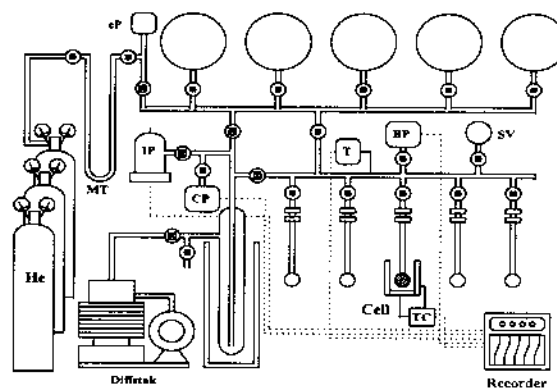 eP
IP
CP
T
BP
SV
MT
He
Cell
TC
Diffstak
Recorder